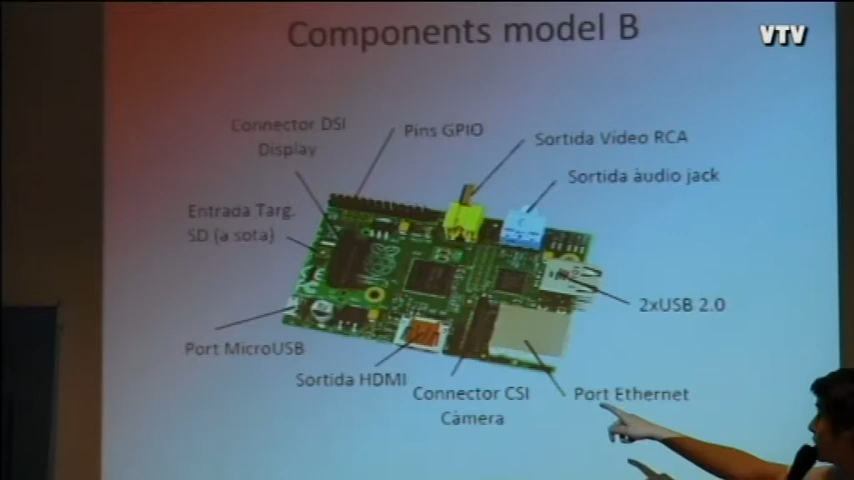 Components model B
VTV
Connector DSI
Display
Pins GPIO
Sortida Video RCA
Sortida àudio jack
Entrada Targ.
SD (a sota)
2xUSB 2.0
Port MicroUSB
Sortida HDMI
Connector CSI
Càmera
Port Ethernet